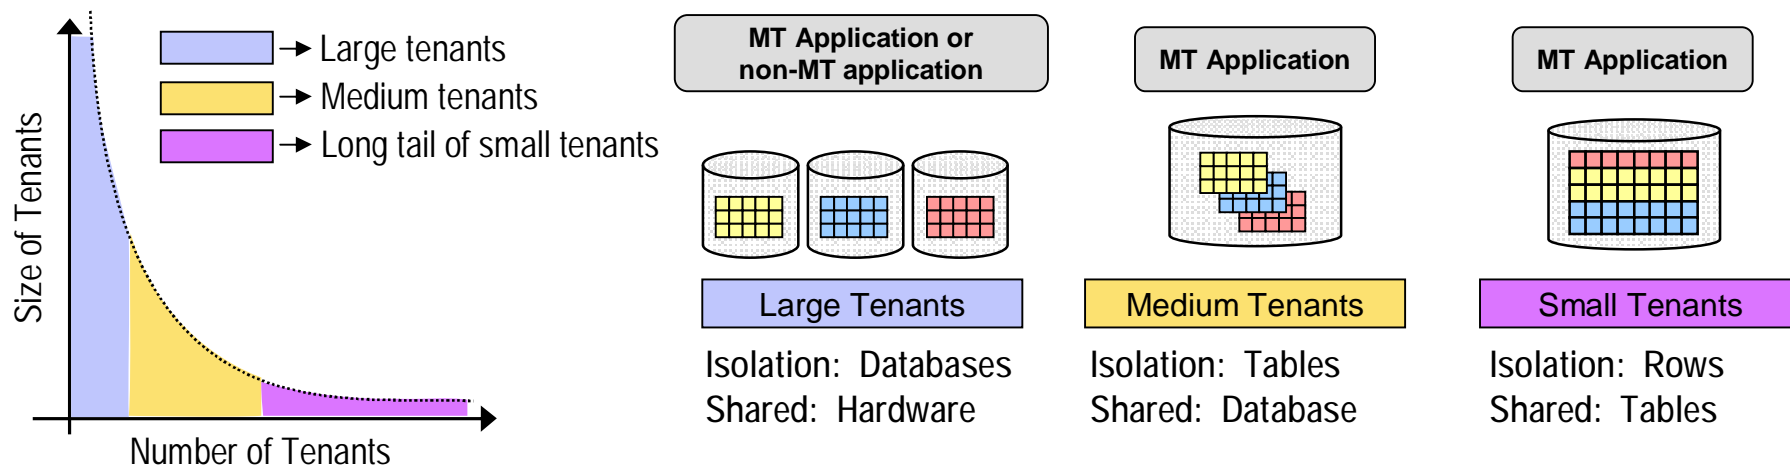 Size of Tenants
Number of Tenants
Large tenants
Medium tenants
Long tail of small tenants
MT Application or
non-MT application
Large Tenants
Isolation: Databases
Shared: Hardware
MT Application
Medium Tenants
Isolation: Tables
Shared: Database
MT Application
Small Tenants
Isolation: Rows
Shared: Tables